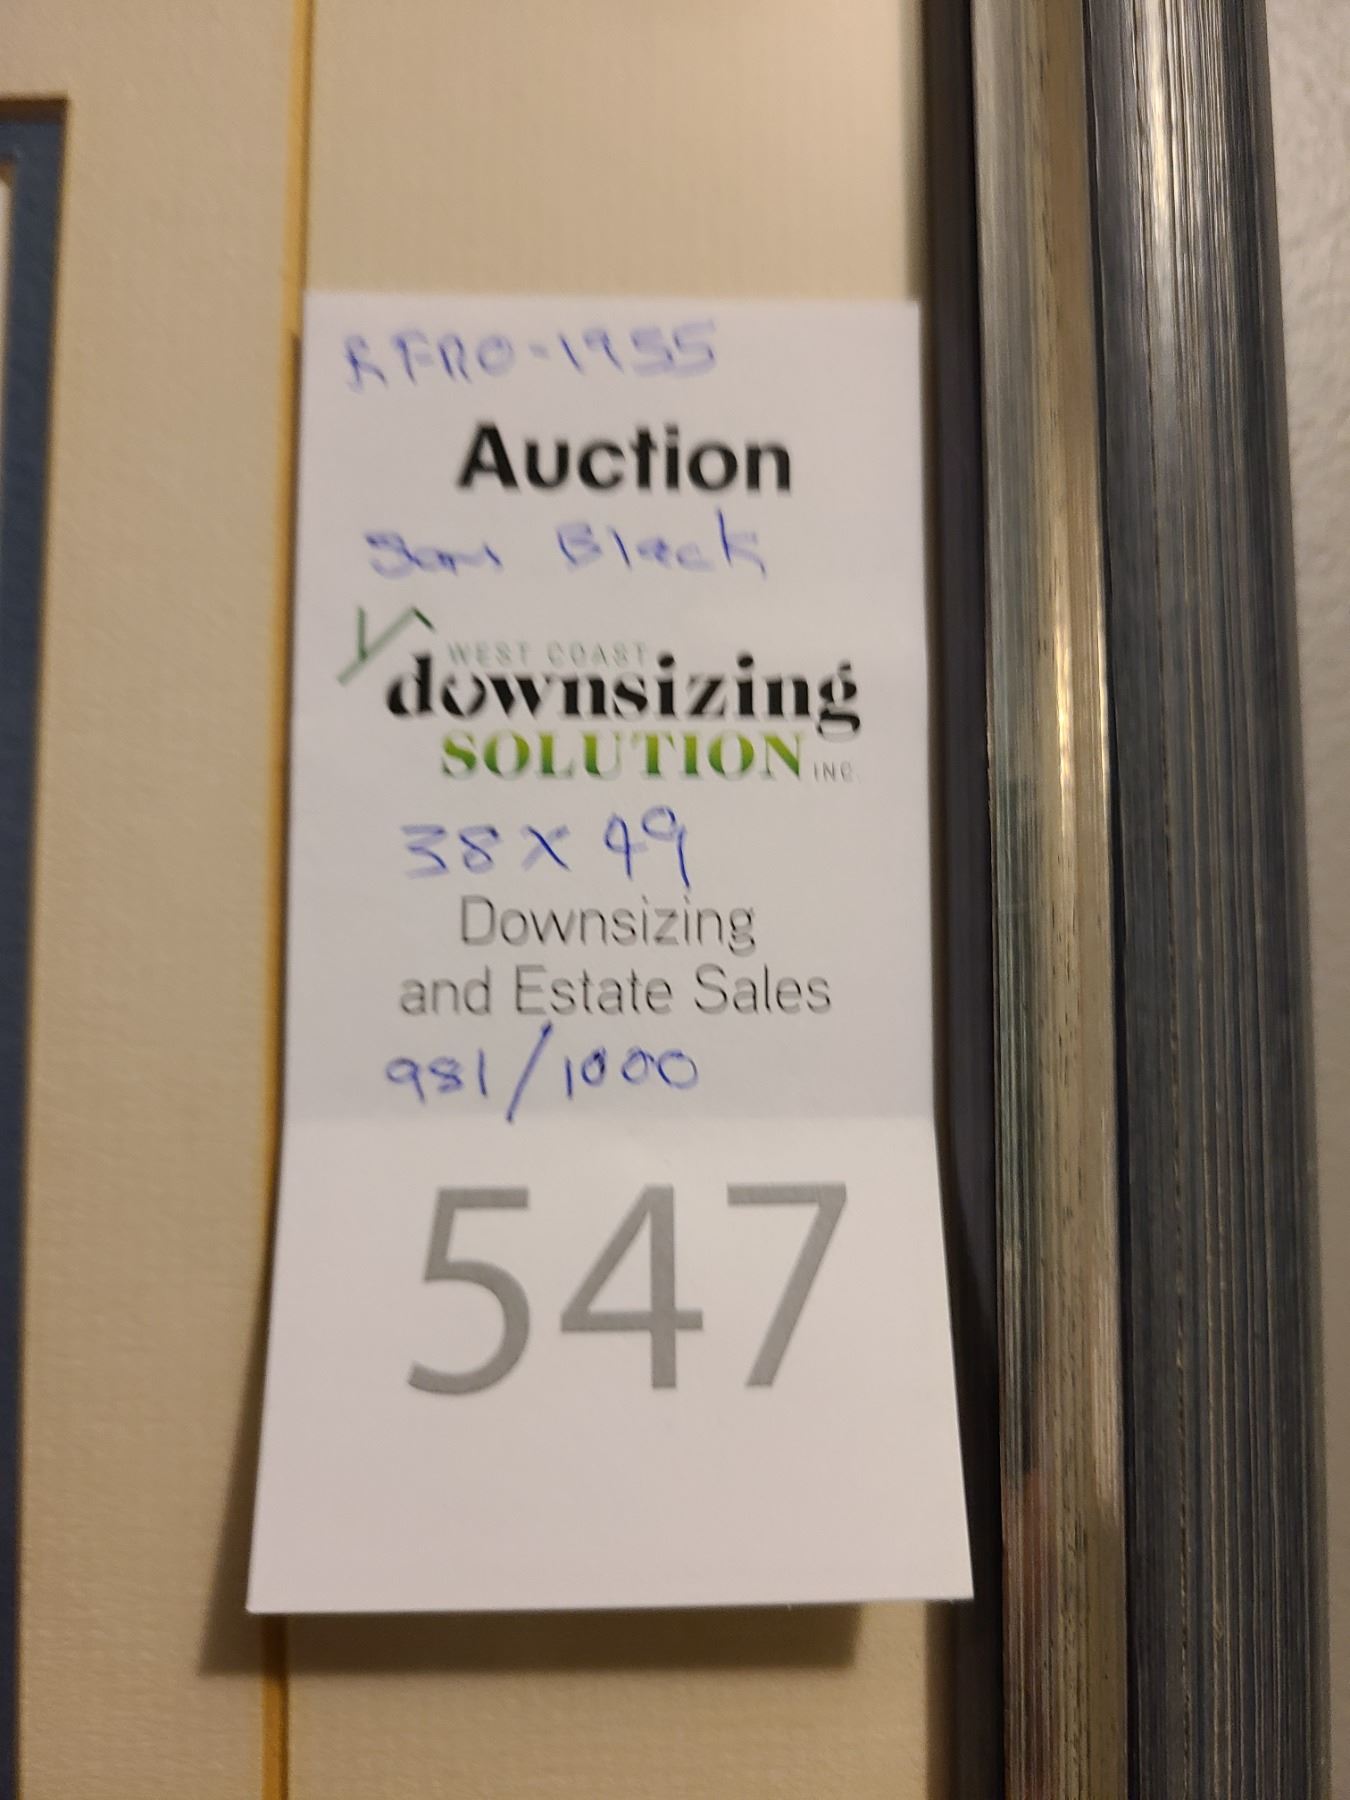 RFRO-1955
Auction
Sam Black
WEST COAST
downsizing
SOLUTION INC.
38 x 49
Downsizing
and Estate Sales
981/1000
547